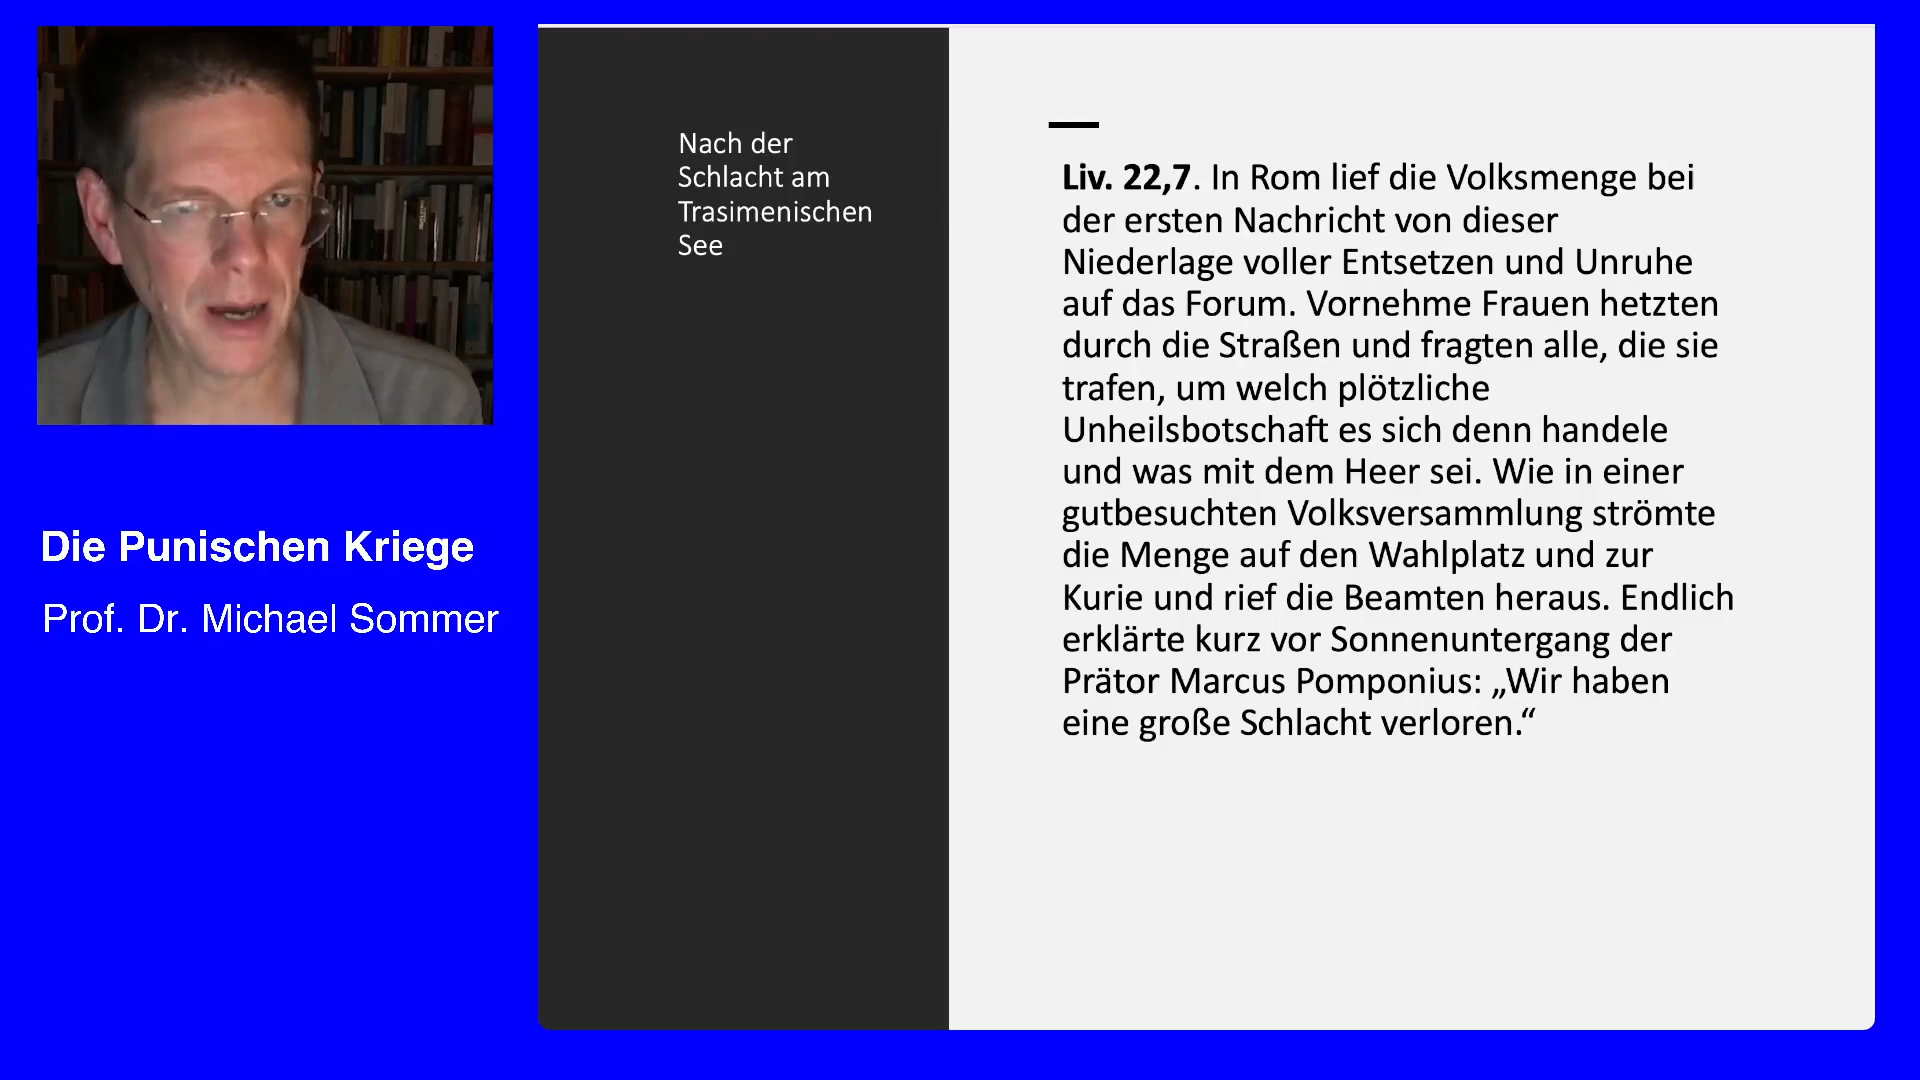 Die Punischen Kriege
Prof. Dr. Michael Sommer
Nach der
Schlacht am
Trasimenischen
See
Liv. 22,7. In Rom lief die Volksmenge bei
der ersten Nachricht von dieser
Niederlage voller Entsetzen und Unruhe
auf das Forum. Vornehme Frauen hetzten
durch die Straßen und fragten alle, die sie
trafen, um welch plötzliche
Unheilsbotschaft es sich denn handele
und was mit dem Heer sei. Wie in einer
gutbesuchten Volksversammlung strömte
die Menge auf den Wahlplatz und zur
Kurie und rief die Beamten heraus. Endlich
erklärte kurz vor Sonnenuntergang der
Prätor Marcus Pomponius: „Wir haben
eine große Schlacht verloren.“